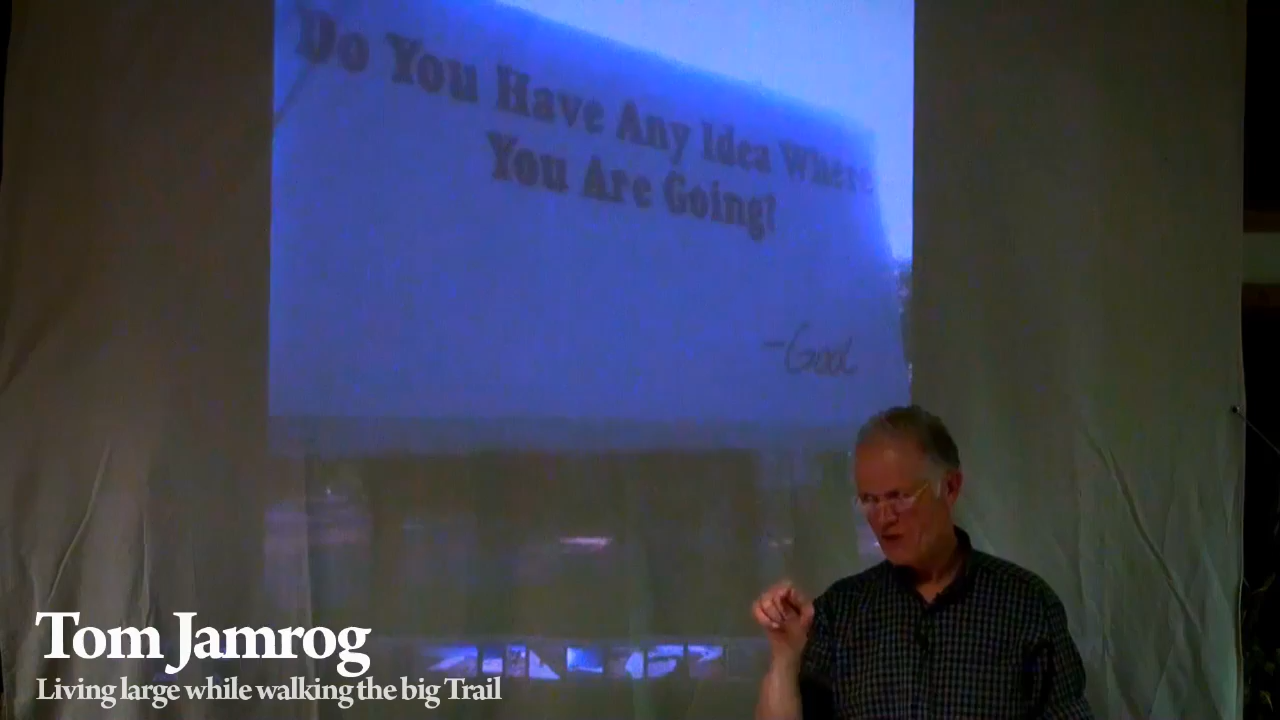 Do You Have Any Idea Where
You Are Going?
-God
Tom Jamrog
Living large while walking the big Trail